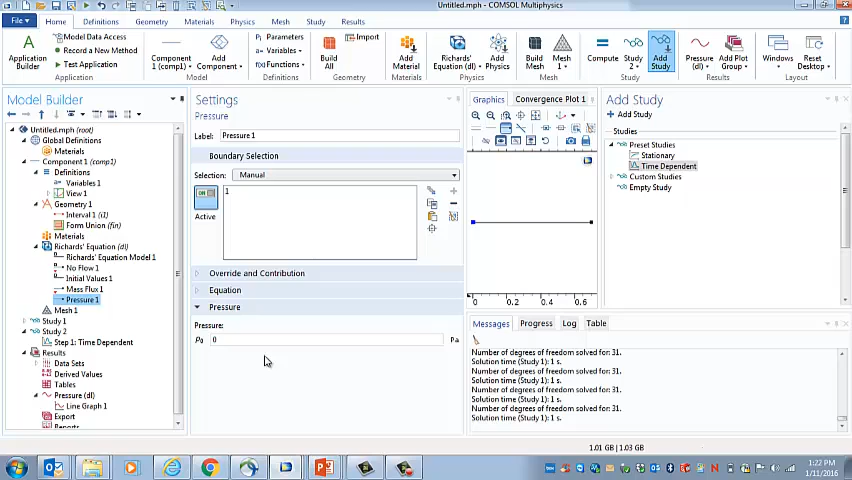 Untitled.mph - COMSOL Multiphysics
File
Home
Definitions
Geometry
Materials
Physics
Mesh
Study
Results
Application Builder
Model Data Access
Record a New Method
Test Application
Application
Component 1 (comp1)
Add Component
Model
Pi Parameters
a= Variables
f(x) Functions
Definitions
Import
Build All
Geometry
Add Material
Materials
Richards' Equation (dl)
Add Physics
Physics
Build Mesh
Mesh 1
Mesh
Compute
Study 2
Add Study
Study
Pressure (dl)
Add Plot Group
Results
Windows
Reset Desktop
Layout
Model Builder
Untitled.mph (root)
Global Definitions
Materials
Component 1 (comp1)
Definitions
Variables 1
View 1
Geometry 1
Interval 1 (i1)
Form Union (fin)
Materials
Richards' Equation (dl)
Richards' Equation Model 1
No Flow 1
Initial Values 1
Mass Flux 1
Pressure 1
Mesh 1
Study 1
Study 2
Step 1: Time Dependent
Results
Data Sets
Derived Values
Tables
Pressure (dl)
Line Graph 1
Export
Reports
Settings
Pressure
Label: Pressure 1
Boundary Selection
Selection: Manual
ON
Active
1
Override and Contribution
Equation
Pressure
Pressure:
p0 0 Pa
Graphics
Convergence Plot 1
0 0.2 0.4 0.6
Messages
Progress
Log
Table
Number of degrees of freedom solved for: 31.
Solution time (Study 1): 1 s.
Number of degrees of freedom solved for: 31.
Solution time (Study 1): 1 s.
Number of degrees of freedom solved for: 31.
Solution time (Study 1): 1 s.
Number of degrees of freedom solved for: 31.
Solution time (Study 1): 1 s.
Add Study
+ Add Study
Studies
Preset Studies
Stationary
Time Dependent
Custom Studies
Empty Study
1.01 GB | 1.03 GB
1:22 PM
1/11/2016